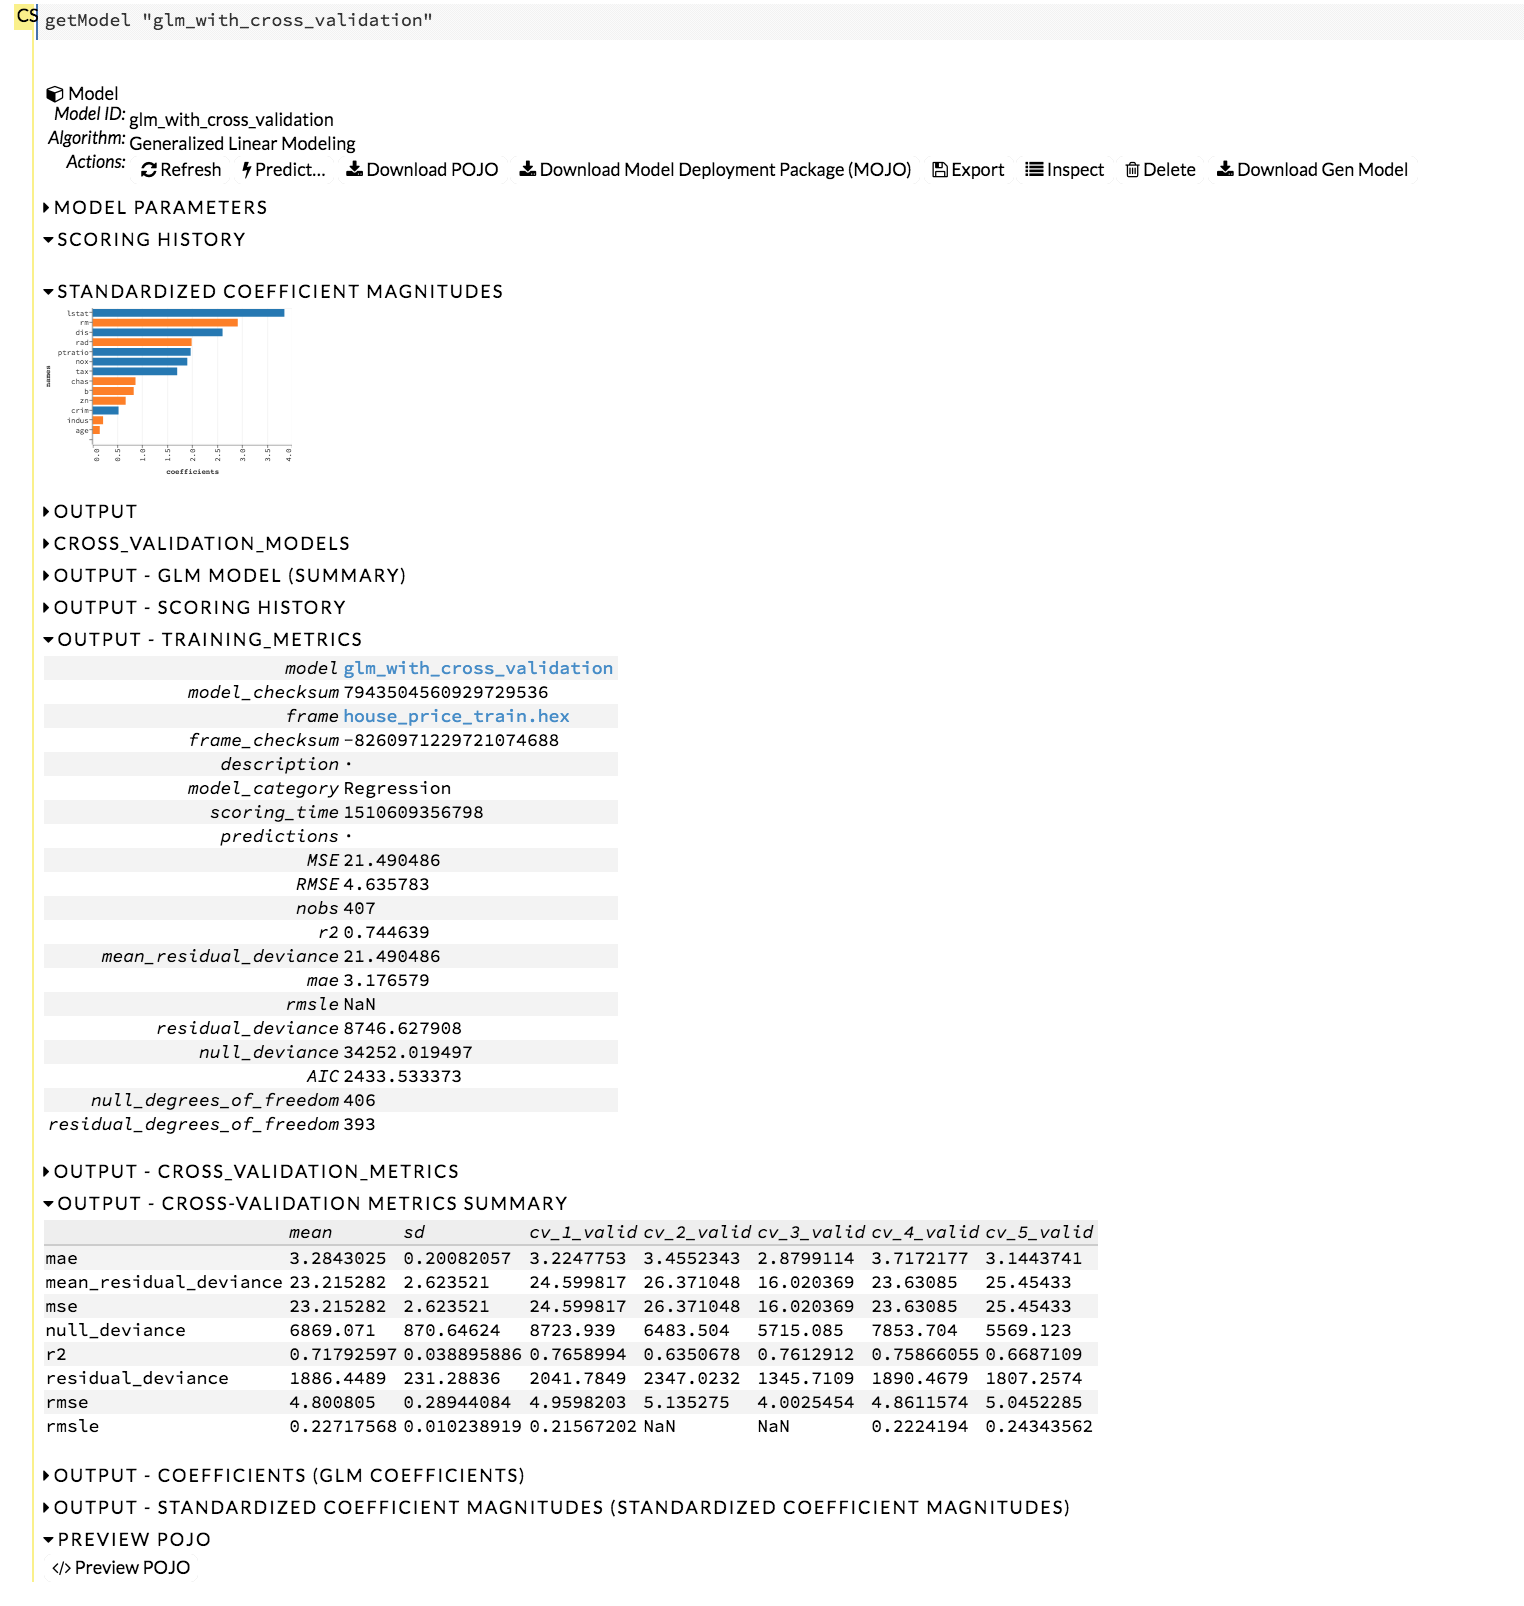 CS
getModel "glm_with_cross_validation"
Model
Model ID: glm_with_cross_validation
Algorithm: Generalized Linear Modeling
Actions: Refresh Predict... Download POJO Download Model Deployment Package (MOJO) Export Inspect Delete Download Gen Model
MODEL PARAMETERS
SCORING HISTORY
STANDARDIZED COEFFICIENT MAGNITUDES
names
lstat
rm
dis
rad
ptratio
nox
tax
chas
b
zn
crim
indus
age
0.0 0.5 1.0 1.5 2.0 2.5 3.0 3.5 4.0
coefficients
OUTPUT
CROSS_VALIDATION_MODELS
OUTPUT - GLM MODEL (SUMMARY)
OUTPUT - SCORING HISTORY
OUTPUT - TRAINING_METRICS
model glm_with_cross_validation
model_checksum 7943504560929729536
frame house_price_train.hex
frame_checksum -8260971229721074688
description ·
model_category Regression
scoring_time 1510609356798
predictions ·
MSE 21.490486
RMSE 4.635783
nobs 407
r2 0.744639
mean_residual_deviance 21.490486
mae 3.176579
rmsle NaN
residual_deviance 8746.627908
null_deviance 34252.019497
AIC 2433.533373
null_degrees_of_freedom 406
residual_degrees_of_freedom 393
OUTPUT - CROSS_VALIDATION_METRICS
OUTPUT - CROSS-VALIDATION METRICS SUMMARY
mean sd cv_1_valid cv_2_valid cv_3_valid cv_4_valid cv_5_valid
mae 3.2843025 0.20082057 3.2247753 3.4552343 2.8799114 3.7172177 3.1443741
mean_residual_deviance 23.215282 2.623521 24.599817 26.371048 16.020369 23.63085 25.45433
mse 23.215282 2.623521 24.599817 26.371048 16.020369 23.63085 25.45433
null_deviance 6869.071 870.64624 8723.939 6483.504 5715.085 7853.704 5569.123
r2 0.71792597 0.038895886 0.7658994 0.6350678 0.7612912 0.75866055 0.6687109
residual_deviance 1886.4489 231.28836 2041.7849 2347.0232 1345.7109 1890.4679 1807.2574
rmse 4.800805 0.28944084 4.9598203 5.135275 4.0025454 4.8611574 5.0452285
rmsle 0.22717568 0.010238919 0.21567202 NaN NaN 0.2224194 0.24343562
OUTPUT - COEFFICIENTS (GLM COEFFICIENTS)
OUTPUT - STANDARDIZED COEFFICIENT MAGNITUDES (STANDARDIZED COEFFICIENT MAGNITUDES)
PREVIEW POJO
</> Preview POJO